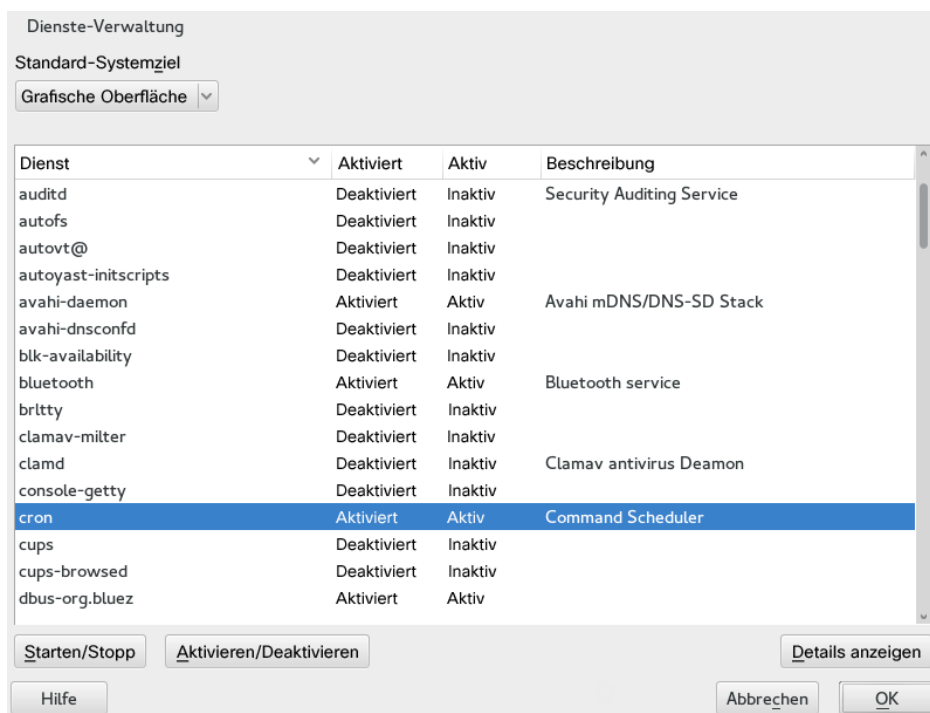 Dienste-Verwaltung
Standard-Systemziel
Grafische Oberfläche
Dienst Aktiviert Aktiv Beschreibung
auditd Deaktiviert Inaktiv Security Auditing Service
autofs Deaktiviert Inaktiv
autovt@ Deaktiviert Inaktiv
autoyast-initscripts Deaktiviert Inaktiv
avahi-daemon Aktiviert Aktiv Avahi mDNS/DNS-SD Stack
avahi-dnsconfd Deaktiviert Inaktiv
blk-availability Deaktiviert Inaktiv
bluetooth Aktiviert Aktiv Bluetooth service
brltty Deaktiviert Inaktiv
clamav-milter Deaktiviert Inaktiv
clamd Deaktiviert Inaktiv Clamav antivirus Deamon
console-getty Deaktiviert Inaktiv
cron Aktiviert Aktiv Command Scheduler
cups Deaktiviert Inaktiv
cups-browsed Deaktiviert Inaktiv
dbus-org.bluez Aktiviert Aktiv
Starten/Stopp Aktivieren/Deaktivieren Details anzeigen
Hilfe Abbrechen OK